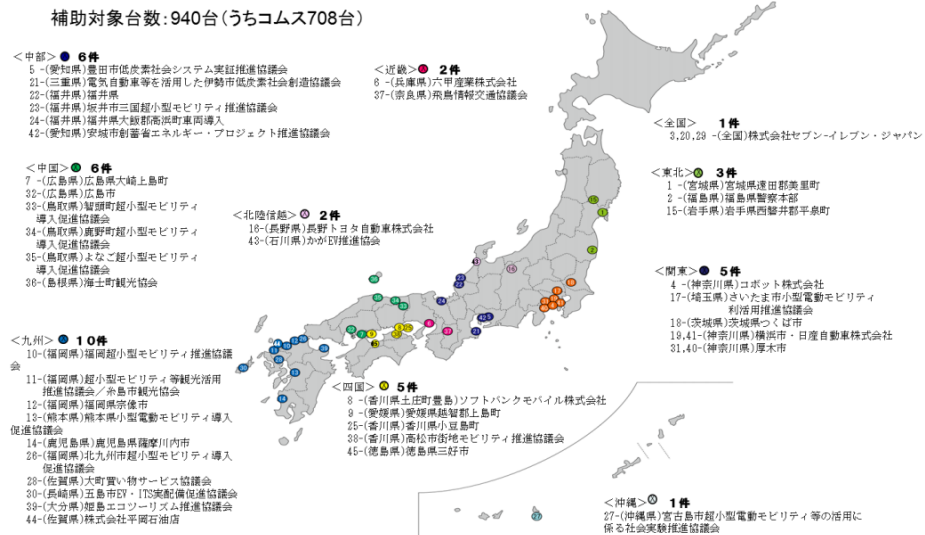 補助対象台数:940台(うちコムス708台)
<中部> 6件
5 -(愛知県)豊田市低炭素社会システム実証推進協議会
21-(三重県)電気自動車等を活用した伊勢市低炭素社会創造協議会
22-(福井県)福井県
23-(福井県)坂井市三国超小型モビリティ推進協議会
24-(福井県)福井県大飯郡高浜町車両導入
42-(愛知県)安城市創蓄省エネルギー・プロジェクト推進協議会
<近畿> 2件
6 -(兵庫県)六甲産業株式会社
37-(奈良県)飛鳥情報交通協議会
<全国> 1件
3,20,29 -(全国)株式会社セブン-イレブン・ジャパン
<中国> 6件
7 -(広島県)広島県大崎上島町
32-(広島県)広島市
33-(鳥取県)智頭町超小型モビリティ
導入促進協議会
34-(鳥取県)鹿野町超小型モビリティ
導入促進協議会
35-(鳥取県)よなご超小型モビリティ
導入促進協議会
36-(島根県)海士町観光協会
<北陸信越> 2件
16-(長野県)長野トヨタ自動車株式会社
43-(石川県)かがEV推進協会
<東北> 3件
1 -(宮城県)宮城県遠田郡美里町
2 -(福島県)福島県警察本部
15-(岩手県)岩手県西磐井郡平泉町
<関東> 5件
4 -(神奈川県)コボット株式会社
17-(埼玉県)さいたま市小型電動モビリティ
利活用推進協議会
18-(茨城県)茨城県つくば市
19,41-(神奈川県)横浜市・日産自動車株式会社
31,40-(神奈川県)厚木市
<九州> 10件
10-(福岡県)福岡超小型モビリティ推進協議
会
11-(福岡県)超小型モビリティ等観光活用
推進協議会/糸島市観光協会
12-(福岡県)福岡県宗像市
13-(熊本県)熊本県小型電動モビリティ導入
促進協議会
14-(鹿児島県)鹿児島県薩摩川内市
28-(福岡県)北九州市超小型モビリティ導入
促進協議会
28-(佐賀県)大町買い物サービス協議会
30-(長崎県)五島市EV・ITS実配備促進協議会
39-(大分県)姫島エコツーリズム推進協議会
44-(佐賀県)株式会社平岡石油店
<四国> 5件
8 -(香川県土庄町豊島)ソフトバンクモバイル株式会社
9 -(愛媛県)愛媛県越智郡上島町
25-(香川県)香川県小豆島町
38-(香川県)高松市街地モビリティ推進協議会
45-(徳島県)徳島県三好市
<沖縄> 1件
27-(沖縄県)宮古島市超小型電動モビリティ等の活用に
係る社会実験推進協議会